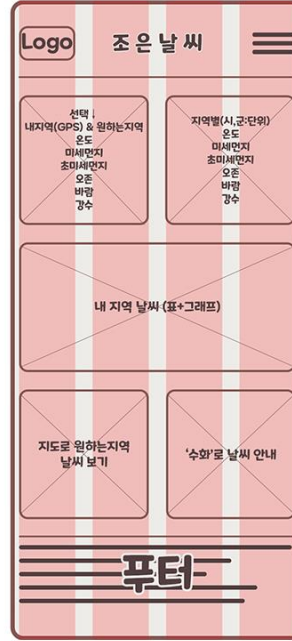 Logo
조은날씨
선택 !
내지역(GPS) & 원하는지역
온도
미세먼지
초미세먼지
오존
바람
강수
지역별(시,군:단위)
온도
미세먼지
초미세먼지
오존
바람
강수
내 지역 날씨 (표+그래프)
지도로 원하는지역
날씨 보기
'수화'로 날씨 안내
푸터